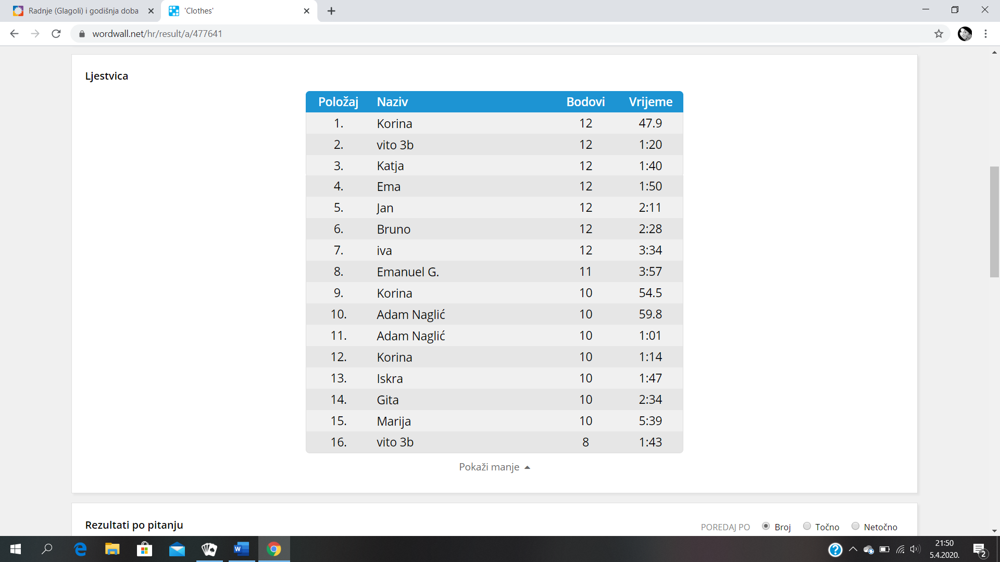 Radnje (Glagoli) i godišnja doba
'Clothes'
wordwall.net/hr/result/a/477641
Ljestvica
Položaj Naziv Bodovi Vrijeme
1. Korina 12 47.9
2. vito 3b 12 1:20
3. Katja 12 1:40
4. Ema 12 1:50
5. Jan 12 2:11
6. Bruno 12 2:28
7. iva 12 3:34
8. Emanuel G. 11 3:57
9. Korina 10 54.5
10. Adam Naglić 10 59.8
11. Adam Naglić 10 1:01
12. Korina 10 1:14
13. Iskra 10 1:47
14. Gita 10 2:34
15. Marija 10 5:39
16. vito 3b 8 1:43
Pokaži manje
Rezultati po pitanju
POREDAJ PO Broj Točno Netočno
21:50
5.4.2020.
2